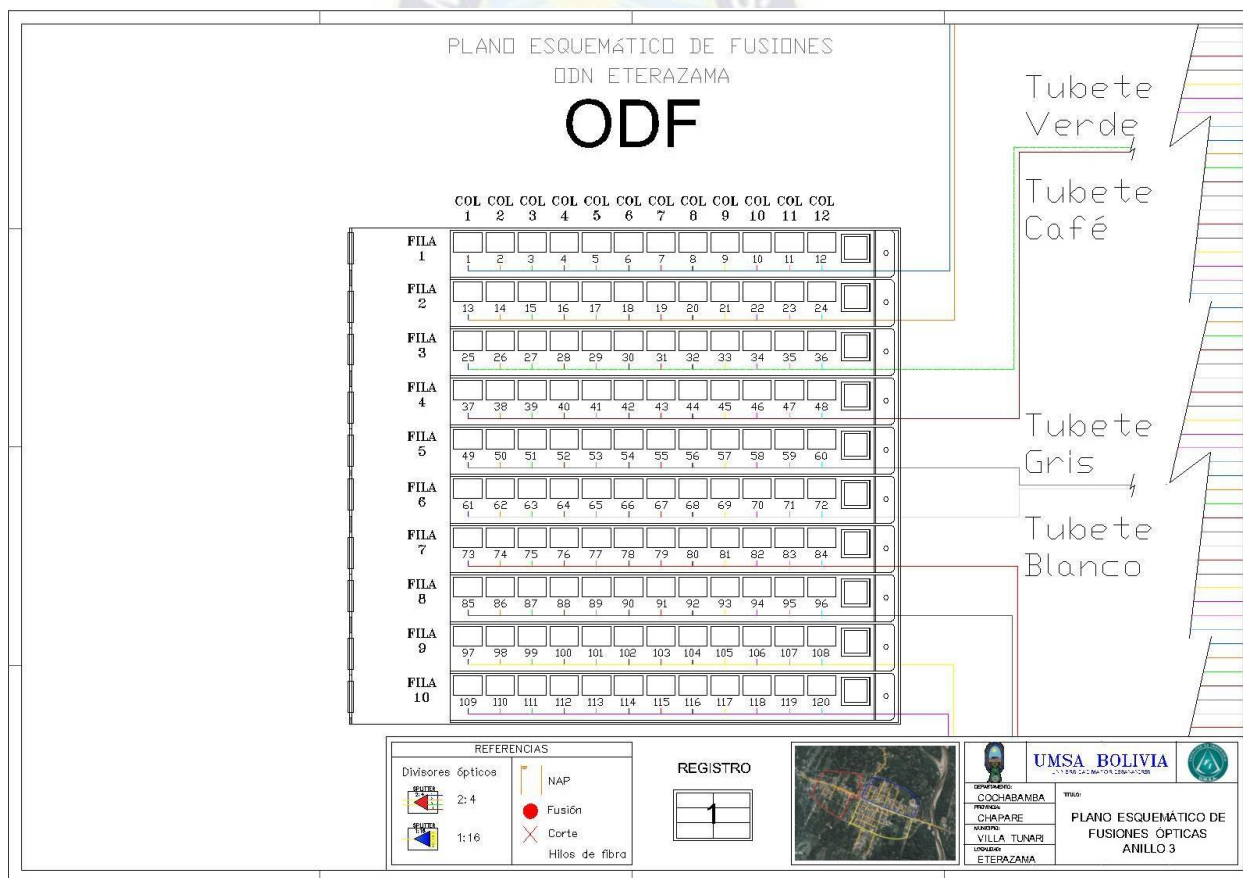 PLANO ESQUEMáTICO DE FUSIONES
ODN ETERAZAMA
ODF
Tubete
Verde
Tubete
Café
COL COL COL COL COL COL COL COL COL COL COL COL
1 2 3 4 5 6 7 8 9 10 11 12
FILA
1
1 2 3 4 5 6 7 8 9 10 11 12
FILA
2
13 14 15 16 17 18 19 20 21 22 23 24
FILA
3
25 26 27 28 29 30 31 32 33 34 35 36
FILA
4
37 38 39 40 41 42 43 44 45 46 47 48
Tubete
Gris
FILA
5
49 50 51 52 53 54 55 56 57 58 59 60
FILA
6
61 62 63 64 65 66 67 68 69 70 71 72
Tubete
Blanco
FILA
7
73 74 75 76 77 78 79 80 81 82 83 84
FILA
8
85 86 87 88 89 90 91 92 93 94 95 96
FILA
9
97 98 99 100 101 102 103 104 105 106 107 108
FILA
10
109 110 111 112 113 114 115 116 117 118 119 120
REFERENCIAS
Divisores ópticos
SPLITTER
2:4
SPLITTER
1:16
NAP
Fusión
Corte
Hilos de fibra
REGISTRO
1
UMSA BOLIVIA
DEPARTAMENTO:
COCHABAMBA
PROVINCIA:
CHAPARE
MUNICIPIO:
VILLA TUNARI
LOCALIDAD:
ETERAZAMA
TITULO:
PLANO ESQUEMÁTICO DE
FUSIONES ÓPTICAS
ANILLO 3